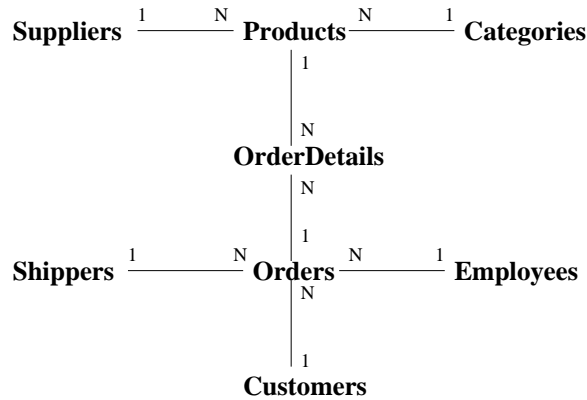 1 N N 1
Suppliers Products Categories
1
N
OrderDetails
N
1 N 1 N 1
Shippers Orders Employees
N
1
Customers